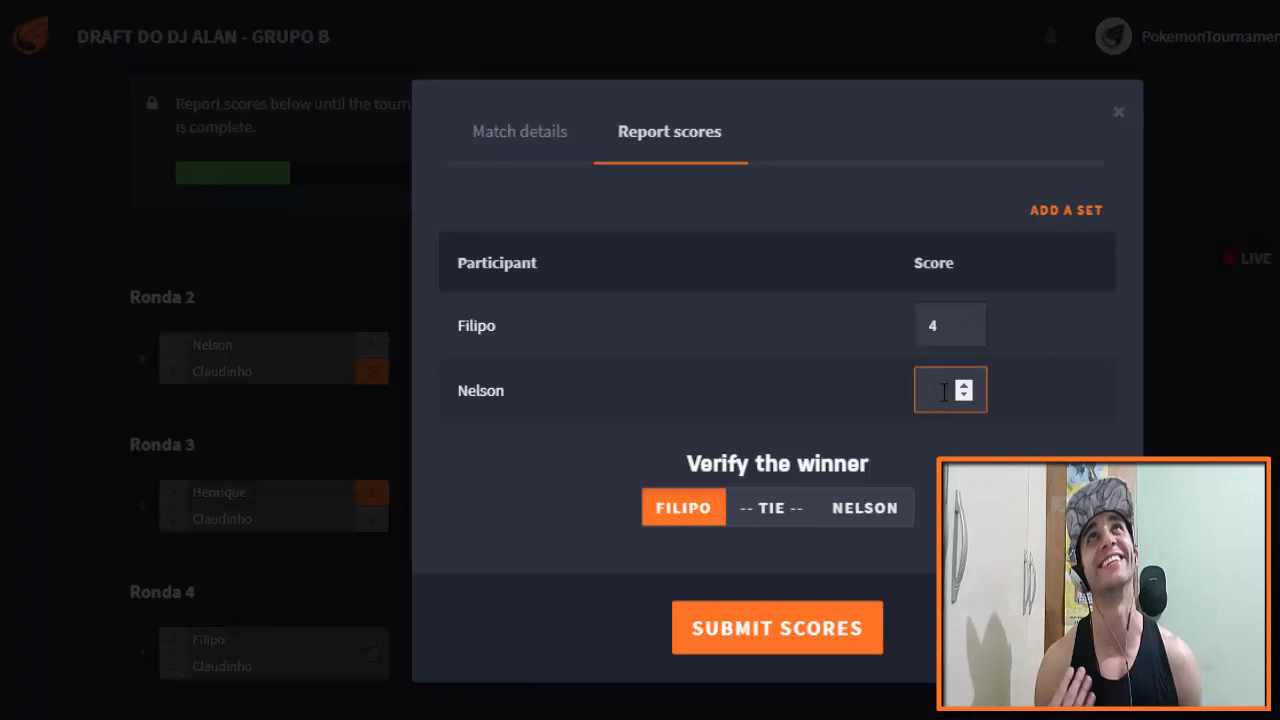 DRAFT DO DJ ALAN - GRUPO B
PokemonTournamen
Report scores below until the tourn
is complete.
Match details
Report scores
×
ADD A SET
Participant
Score
LIVE
Filipo
4
Nelson
Verify the winner
FILIPO
-- TIE --
NELSON
SUBMIT SCORES
Ronda 2
Nelson
Claudinho
Ronda 3
Henrique
Claudinho
Ronda 4
Filipo
Claudinho